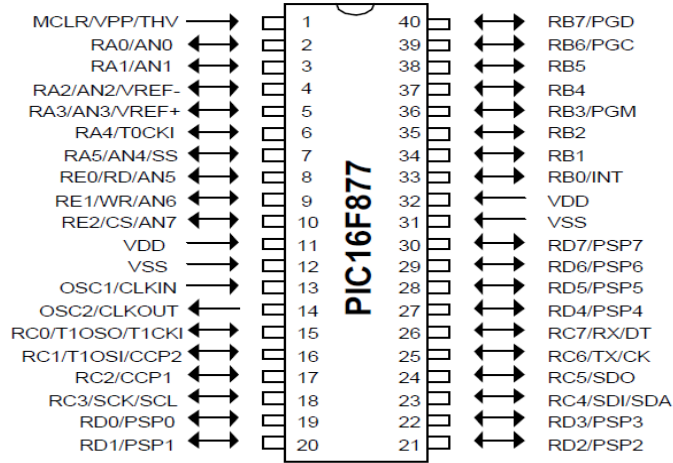 MCLR/VPP/THV 1 40 RB7/PGD
RA0/AN0 2 39 RB6/PGC
RA1/AN1 3 38 RB5
RA2/AN2/VREF- 4 37 RB4
RA3/AN3/VREF+ 5 36 RB3/PGM
RA4/T0CKI 6 35 RB2
RA5/AN4/SS 7 34 RB1
RE0/RD/AN5 8 33 RB0/INT
RE1/WR/AN6 9 32 VDD
RE2/CS/AN7 10 31 VSS
VDD 11 30 RD7/PSP7
VSS 12 29 RD6/PSP6
OSC1/CLKIN 13 28 RD5/PSP5
OSC2/CLKOUT 14 27 RD4/PSP4
RC0/T1OSO/T1CKI 15 26 RC7/RX/DT
RC1/T1OSI/CCP2 16 25 RC6/TX/CK
RC2/CCP1 17 24 RC5/SDO
RC3/SCK/SCL 18 23 RC4/SDI/SDA
RD0/PSP0 19 22 RD3/PSP3
RD1/PSP1 20 21 RD2/PSP2
PIC16F877